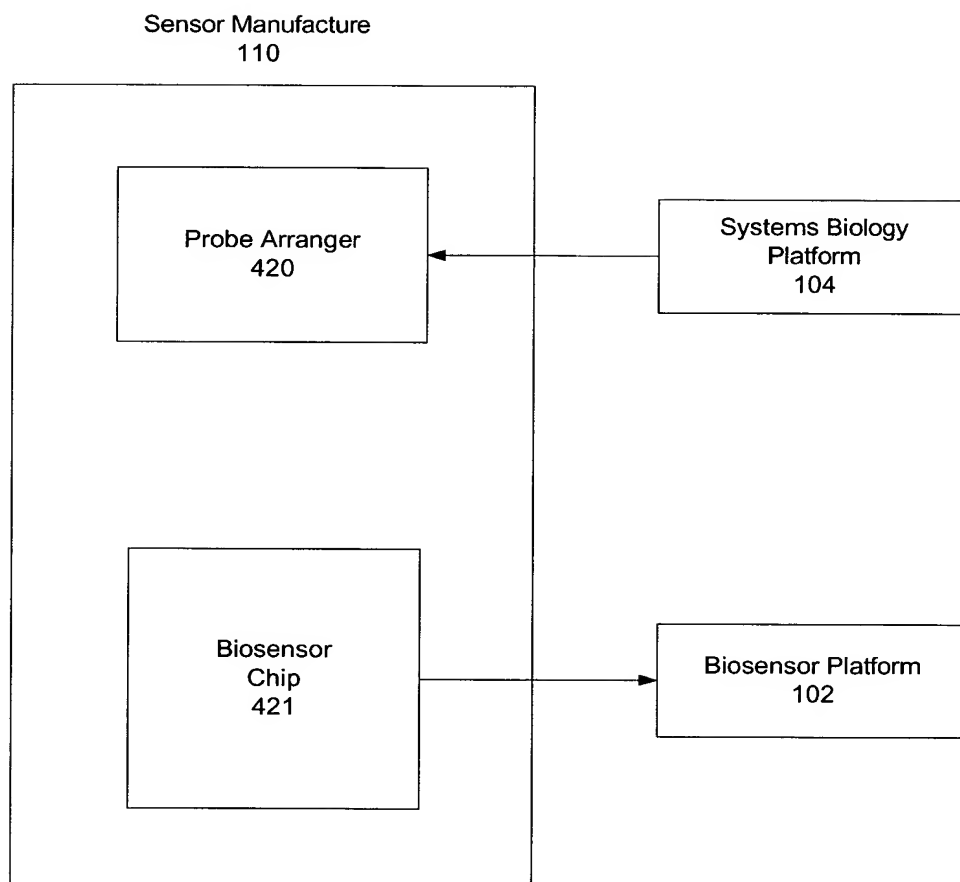 Sensor Manufacture
110
Probe Arranger
420
Systems Biology
Platform
104
Biosensor
Chip
421
Biosensor Platform
102